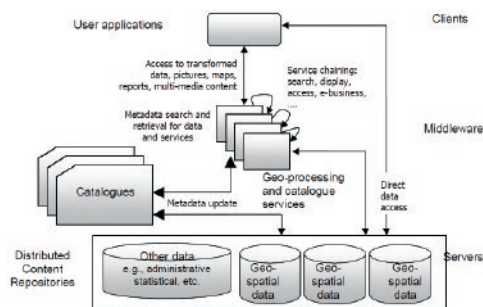 User applications
Clients
Access to transformed
data, pictures, maps,
reports, multi-media content
Service chaining:
search, display,
access, e-business,
....
Metadata search and
retrieval for data
and services
Middleware
Geo-processing
and catalogue
services
Catalogues
Metadata update
Direct
data
access
Distributed
Content
Repositories
Servers
Other data
e.g., administrative
statistical, etc.
Geo-
spatial
data
Geo-
spatial
data
Geo-
spatial
data